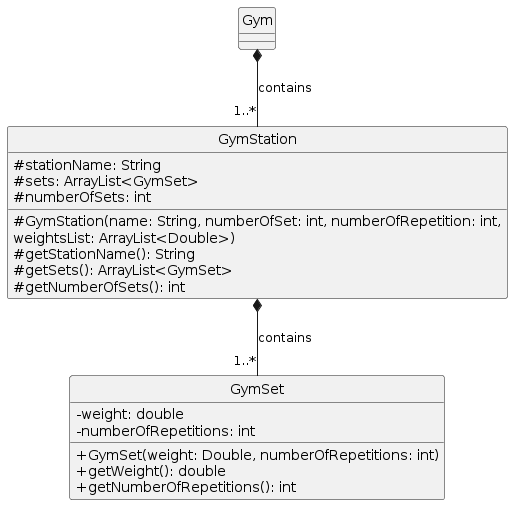 Gym
contains
1..*
GymStation
#stationName: String
#sets: ArrayList<GymSet>
#numberOfSets: int
#GymStation(name: String, numberOfSet: int, numberOfRepetition: int,
weightsList: ArrayList<Double>)
#getStationName(): String
#getSets(): ArrayList<GymSet>
#getNumberOfSets(): int
contains
1..*
GymSet
-weight: double
-numberOfRepetitions: int
+GymSet(weight: Double, numberOfRepetitions: int)
+getWeight(): double
+getNumberOfRepetitions(): int